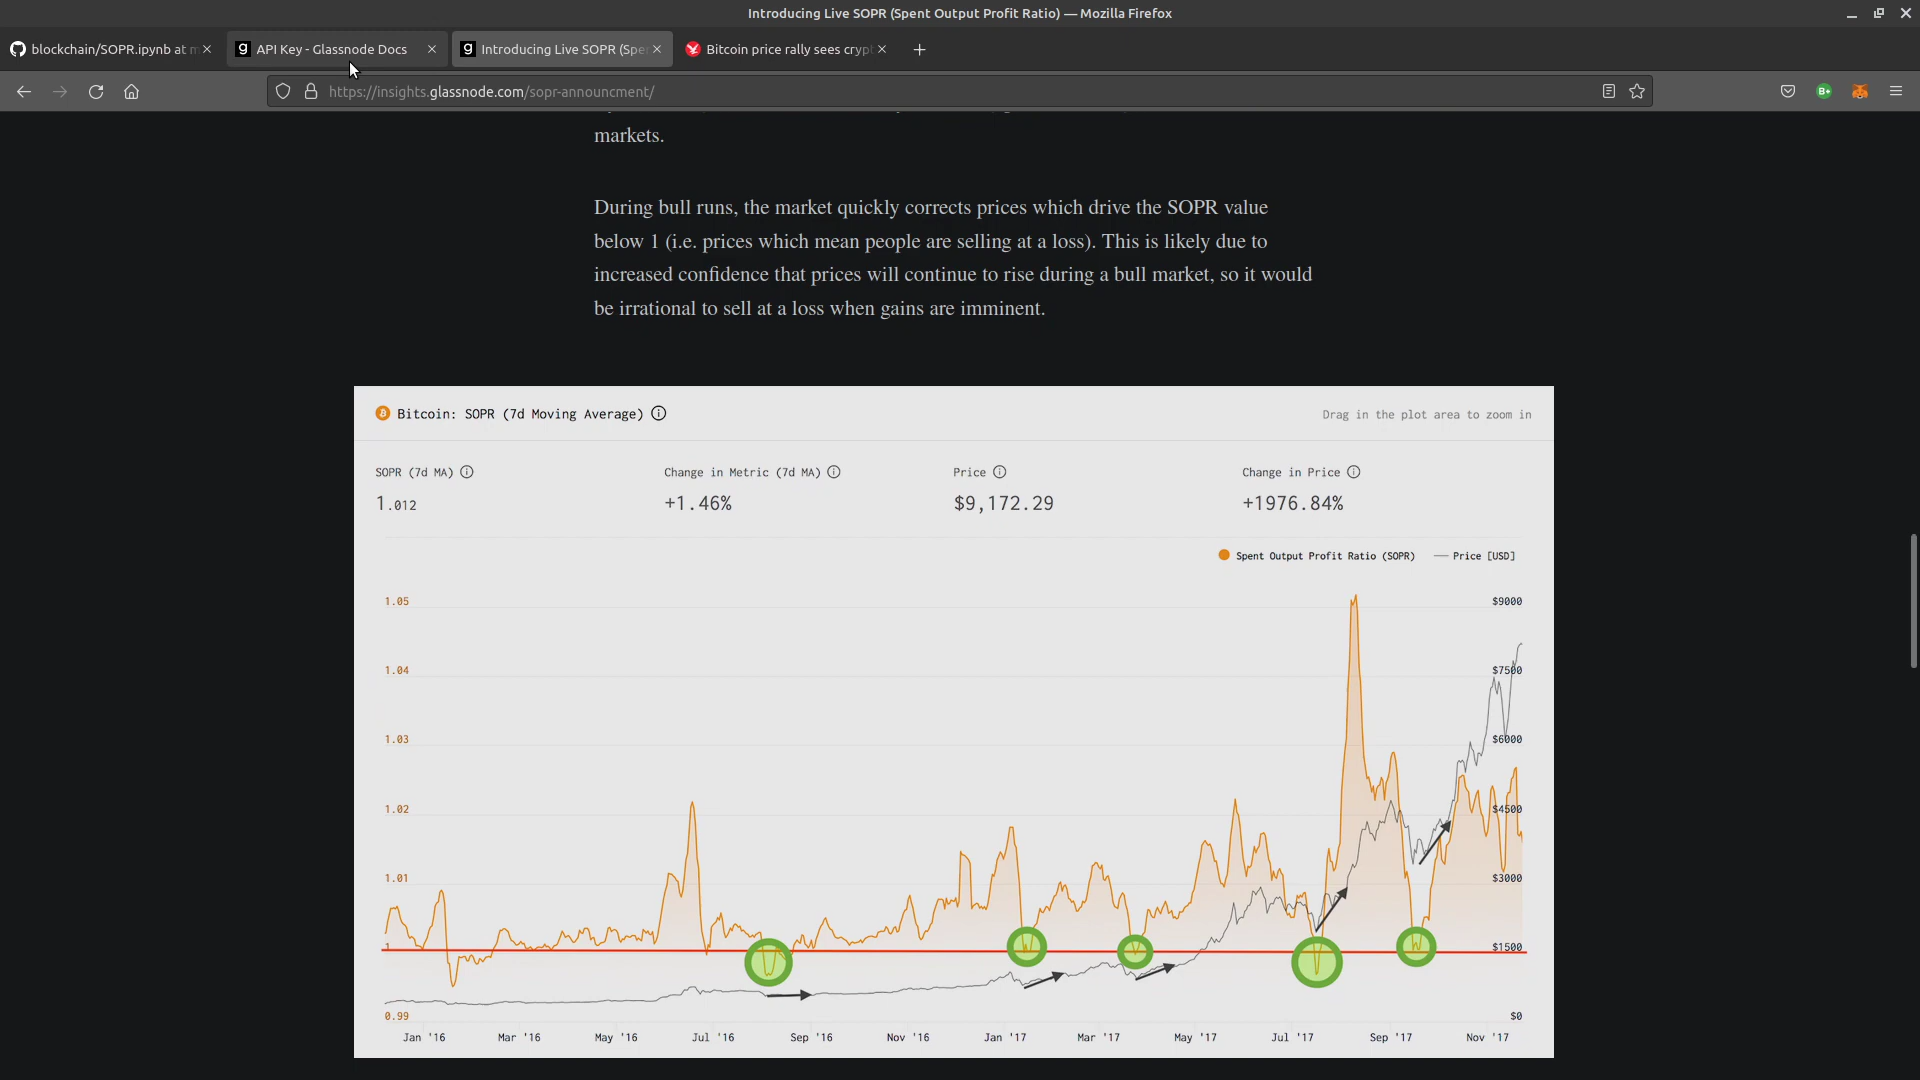 Introducing Live SOPR (Spent Output Profit Ratio) — Mozilla Firefox
blockchain/SOPR.ipynb at m
API Key - Glassnode Docs
Introducing Live SOPR (Spe
Bitcoin price rally sees cryp
https://insights.glassnode.com/sopr-announcment/
B+
markets.
During bull runs, the market quickly corrects prices which drive the SOPR value
below 1 (i.e. prices which mean people are selling at a loss). This is likely due to
increased confidence that prices will continue to rise during a bull market, so it would
be irrational to sell at a loss when gains are imminent.
Bitcoin: SOPR (7d Moving Average)
Drag in the plot area to zoom in
SOPR (7d MA)
Change in Metric (7d MA)
Price
Change in Price
1.012
+1.46%
$9,172.29
+1976.84%
Spent Output Profit Ratio (SOPR)
Price [USD]
1.05
$9000
1.04
$7500
1.03
$6000
1.02
$4500
1.01
$3000
1
$1500
0.99
$0
Jan '16
Mar '16
May '16
Jul '16
Sep '16
Nov '16
Jan '17
Mar '17
May '17
Jul '17
Sep '17
Nov '17